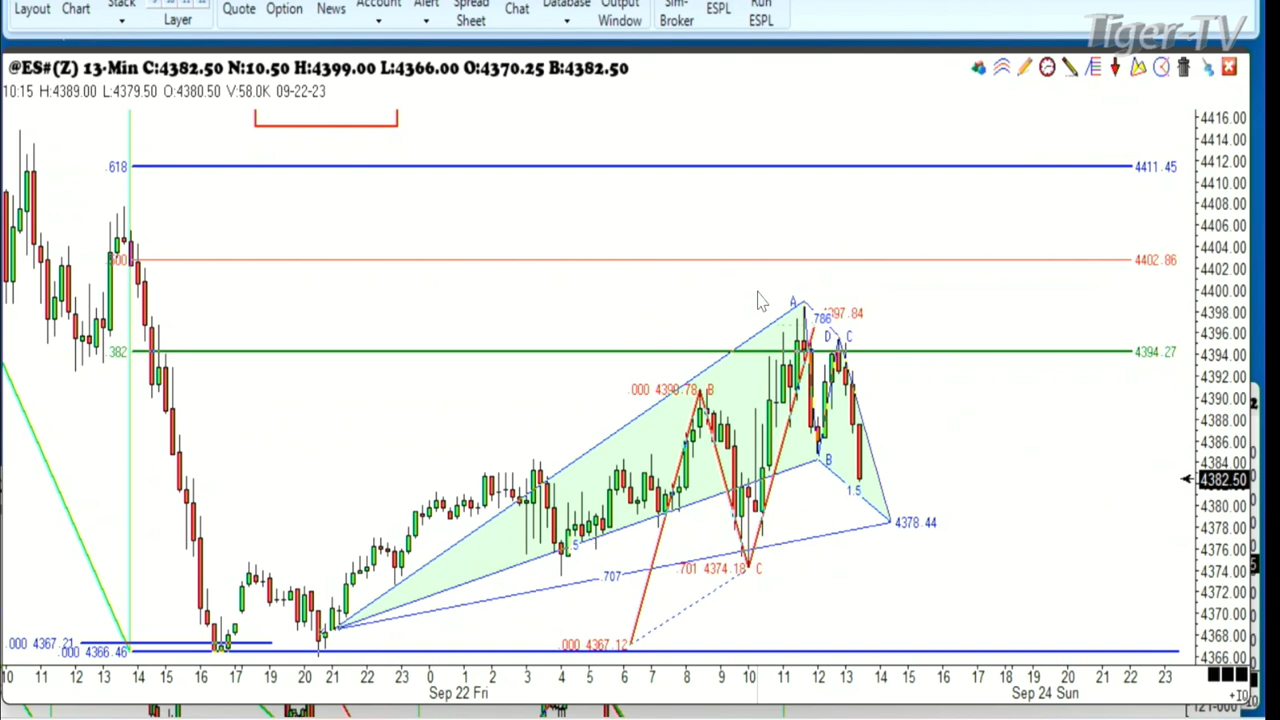 Layout Chart Stack Layer Quote Option News Account Alert Spread Sheet Chat Database Output Window Sim-Broker ESPL Run ESPL
Tiger-TV
@ES#(Z) 13-Min C:4382.50 N:10.50 H:4399.00 L:4366.00 O:4370.25 B:4382.50
10:15 H:4389.00 L:4379.50 O:4380.50 V:58.0K 09-22-23
4416.00
4414.00
.618 4411.45 4412.00
4410.00
4408.00
4406.00
4404.00
.500 4402.86 4402.00
4400.00
A 4398.00
.786 4397.84
4396.00
D C
.382 4394.27 4394.00
4392.00
.000 4390.78 B 4390.00
4388.00
4386.00
B 4384.00
4382.50
1.5
4380.00
4378.44 4378.00
.5 4376.00
.707 .701 4374.18 C 4374.00
4372.00
4370.00
4368.00
.000 4367.21 .000 4366.46 .000 4367.12
4366.00
10 11 12 13 14 15 16 17 18 19 20 21 22 23 0 1 2 3 4 5 6 7 8 9 10 11 12 13 14 15 16 17 18 19 20 21 22 23
Sep 22 Fri Sep 24 Sun